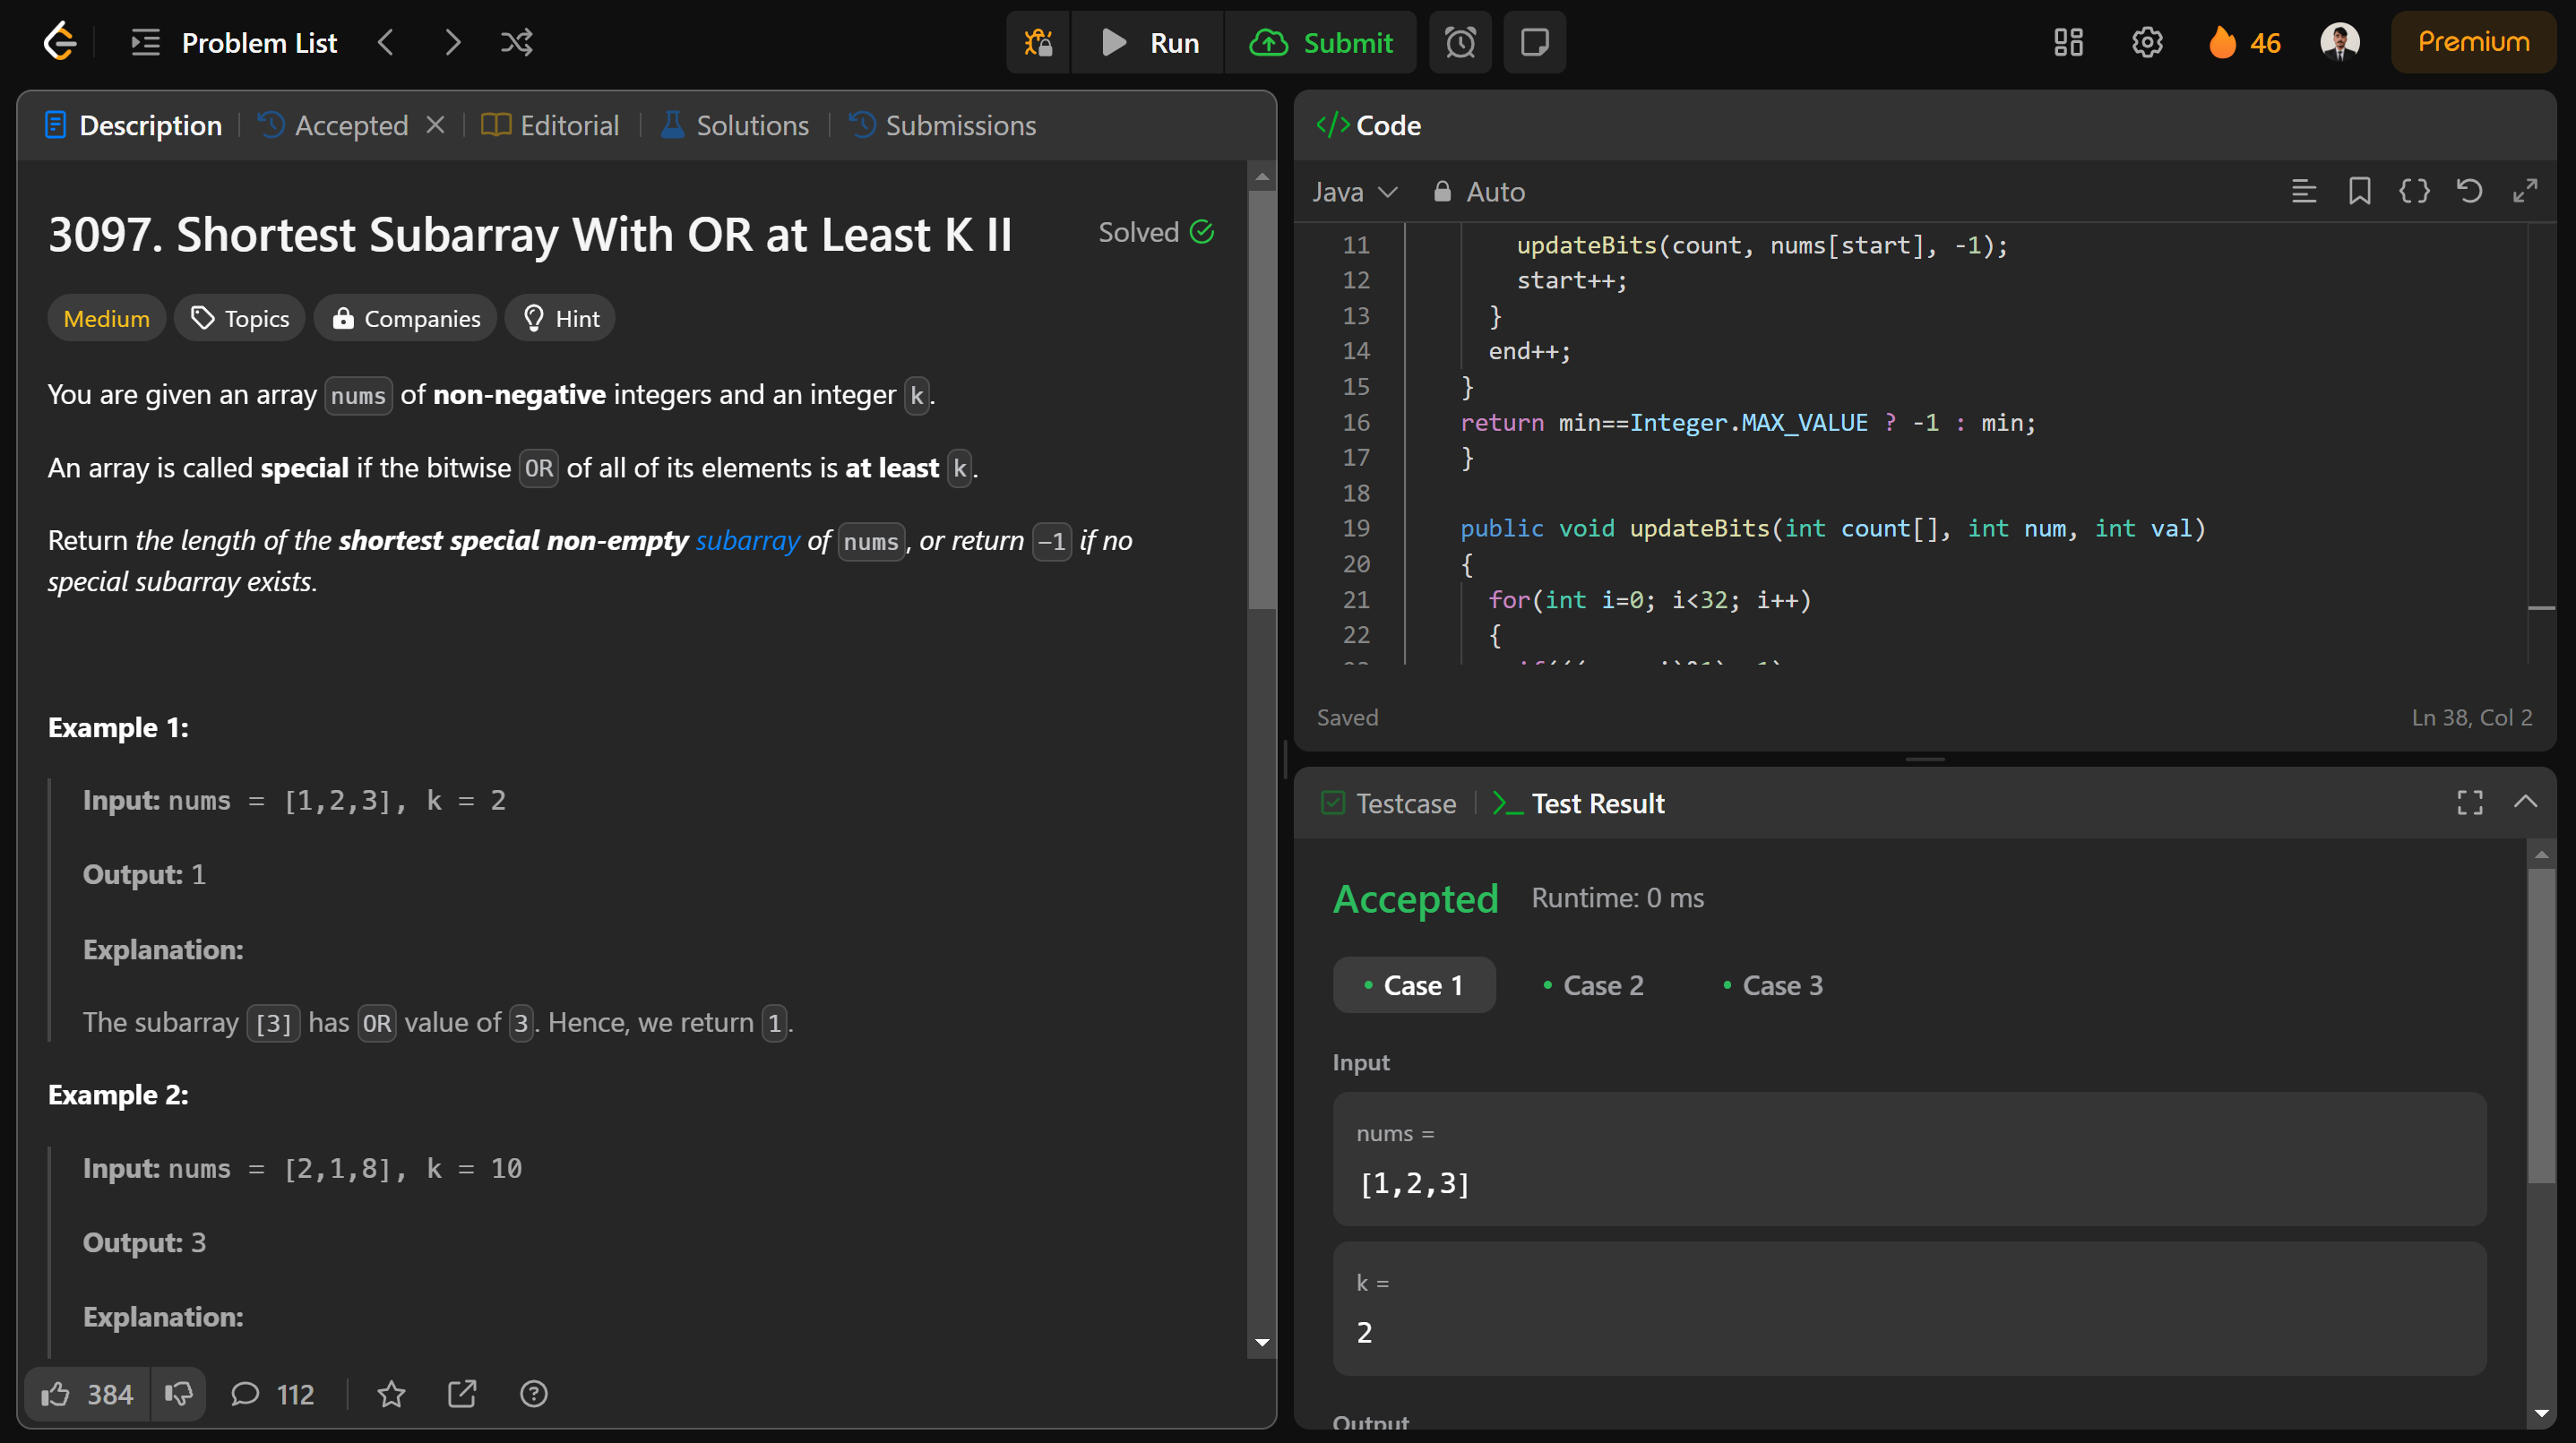 Problem List
Run
Submit
46
Premium
Description
Accepted
Editorial
Solutions
Submissions
3097. Shortest Subarray With OR at Least K II
Solved
Medium
Topics
Companies
Hint
You are given an array nums of non-negative integers and an integer k.
An array is called special if the bitwise OR of all of its elements is at least k.
Return the length of the shortest special non-empty subarray of nums, or return -1 if no
special subarray exists.
Example 1:
Input: nums = [1,2,3], k = 2
Output: 1
Explanation:
The subarray [3] has OR value of 3. Hence, we return 1.
Example 2:
Input: nums = [2,1,8], k = 10
Output: 3
Explanation:
384
112
</> Code
Java
Auto
11 updateBits(count, nums[start], -1);
12 start++;
13 }
14 end++;
15 }
16 return min==Integer.MAX_VALUE ? -1 : min;
17 }
18
19 public void updateBits(int count[], int num, int val)
20 {
21 for(int i=0; i<32; i++)
22 {
Saved
Ln 38, Col 2
Testcase
Test Result
Accepted
Runtime: 0 ms
Case 1
Case 2
Case 3
Input
nums =
[1,2,3]
k =
2
Output